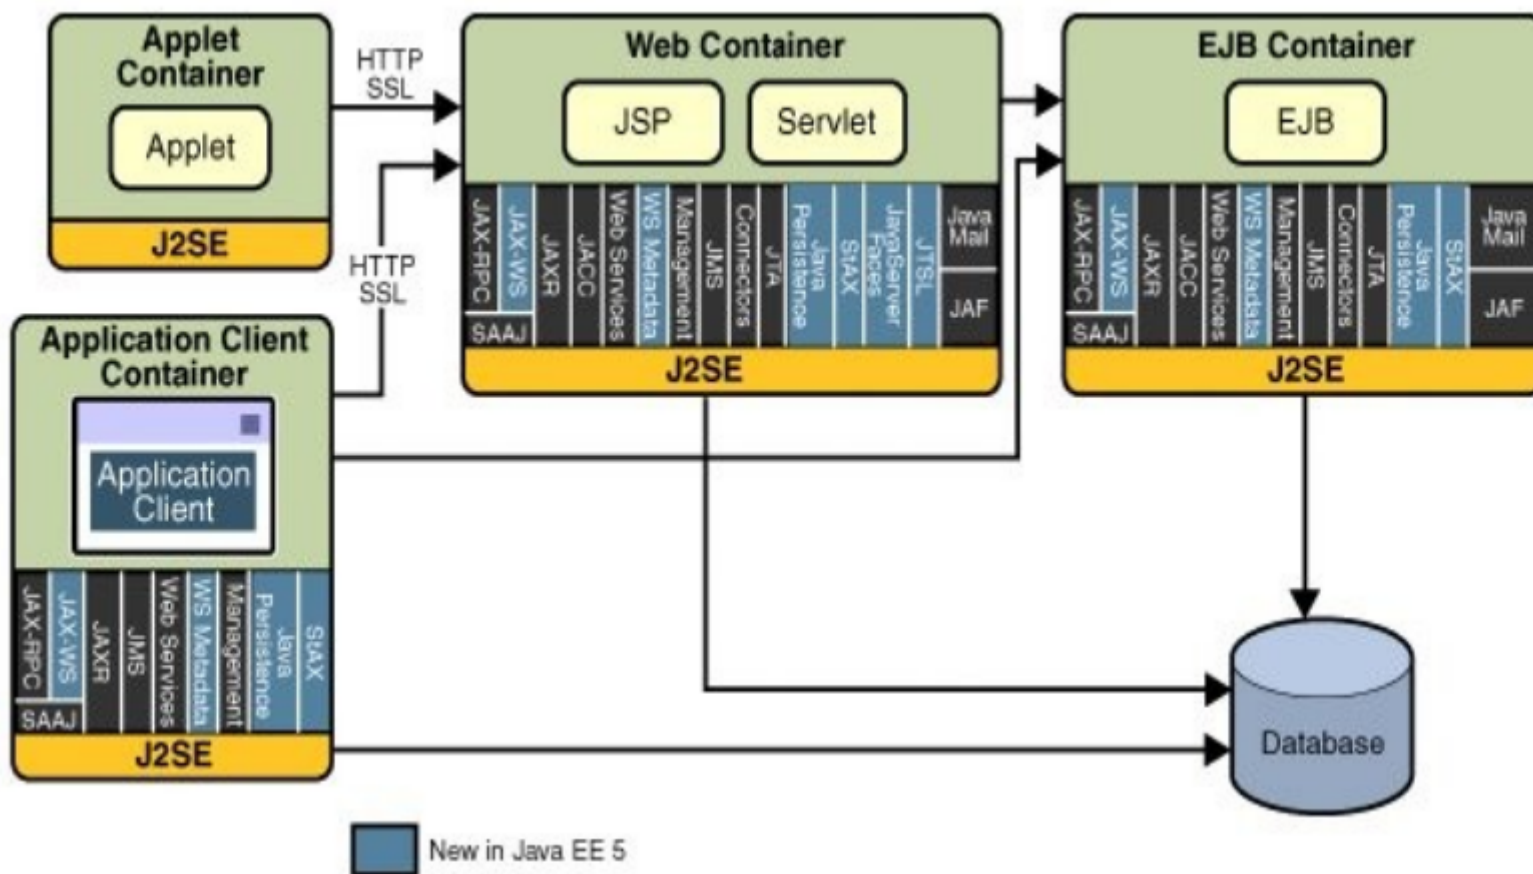 Applet
Container
Applet
J2SE
HTTP
SSL
HTTP
SSL
Application Client
Container
Application
Client
JAX-RPC
SAAJ
JAX-WS
JAXR
JMS
Web Services
WS Metadata
Management
Java
Persistence
StAX
J2SE
Web Container
JSP
Servlet
JAX-RPC
SAAJ
JAX-WS
JAXR
JACC
Web Services
WS Metadata
Management
JMS
Connectors
JTA
Java
Persistence
StAX
JavaServer
Faces
JTSL
Java
Mail
JAF
J2SE
EJB Container
EJB
JAX-RPC
SAAJ
JAX-WS
JAXR
JACC
Web Services
WS Metadata
Management
JMS
Connectors
JTA
Java
Persistence
StAX
Java
Mail
JAF
J2SE
Database
New in Java EE 5